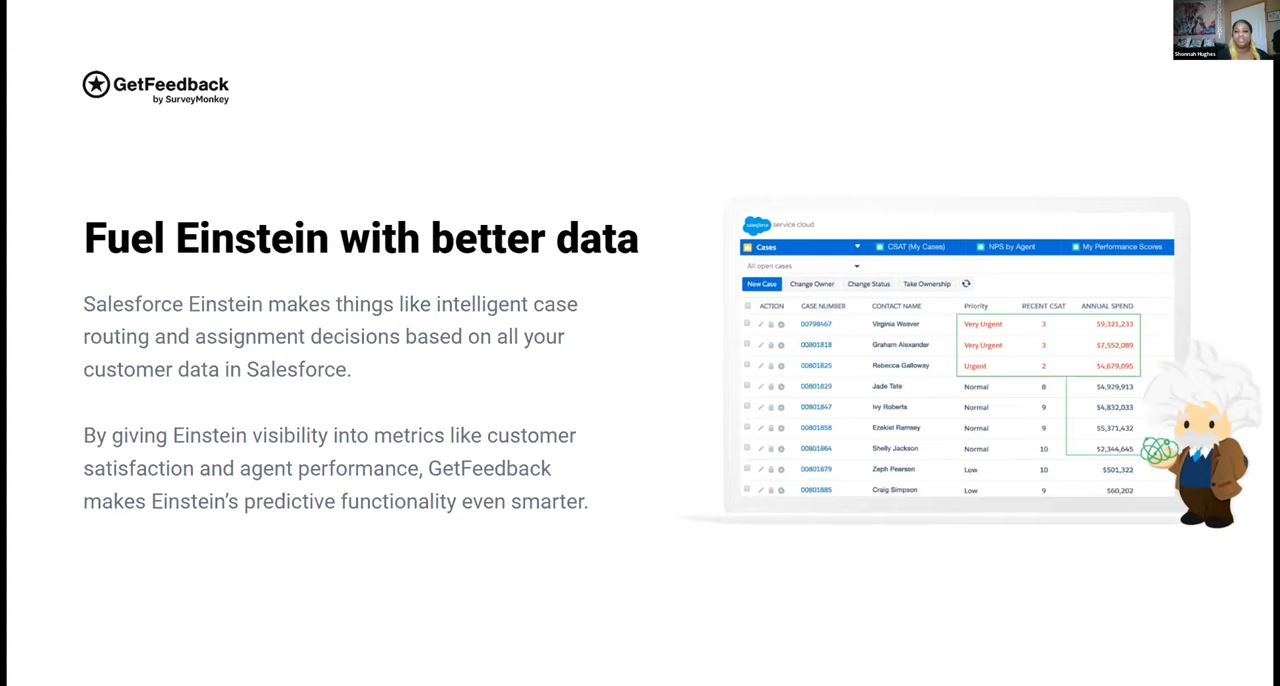 Shonnah Hughes
GetFeedback
by SurveyMonkey
Fuel Einstein with better data
Salesforce Einstein makes things like intelligent case
routing and assignment decisions based on all your
customer data in Salesforce.
By giving Einstein visibility into metrics like customer
satisfaction and agent performance, GetFeedback
makes Einstein's predictive functionality even smarter.
salesforce service cloud
Cases CSAT (My Cases) NPS by Agent My Performance Scores
All open cases
New Case Change Owner Change Status Take Ownership
ACTION CASE NUMBER CONTACT NAME Priority RECENT CSAT ANNUAL SPEND
00798467 Virginia Weaver Very Urgent 3 $9,321,233
00801818 Graham Alexander Very Urgent 3 $7,552,089
00801825 Rebecca Galloway Urgent 2 $4,679,095
00801829 Jade Tate Normal 8 $4,929,913
00801847 Ivy Roberts Normal 9 $4,832,033
00801858 Ezekiel Ramsey Normal 9 $5,371,432
00801864 Shelly Jackson Normal 10 $2,344,645
00801879 Zeph Pearson Low 10 $501,322
00801885 Craig Simpson Low 9 $60,202